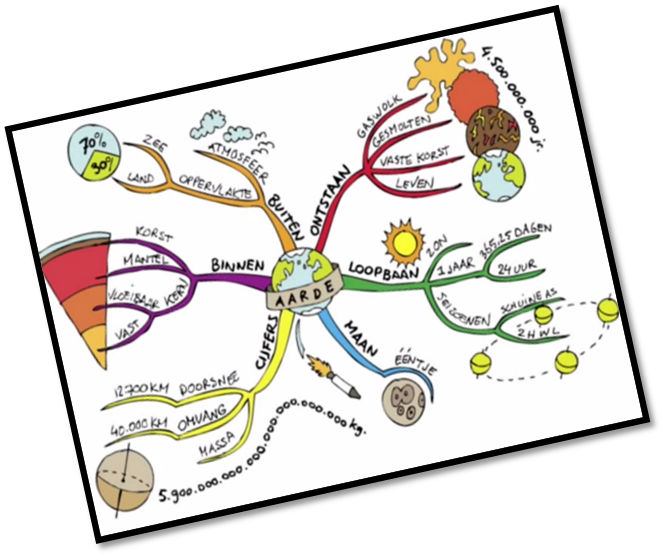 AARDE
ONTSTAAN
GASWOLK
GESMOLTEN
VASTE KORST
LEVEN
4.500.000.000 jr.
LOOPBAAN
ZON
1 JAAR
365,25 DAGEN
24 UUR
SEIZOENEN
SCHUINE AS
2 HWL
MAAN
ÉÉNTJE
CIJFERS
DOORSNEE
12700 KM
OMVANG
40.000 KM
MASSA
5.900.000.000.000.000.000.000.000 kg.
BINNEN
KORST
MANTEL
KERN
VLOEIBAAR
VAST
BUITEN
ATMOSFEER
OPPERVLAKTE
ZEE
LAND
70%
30%